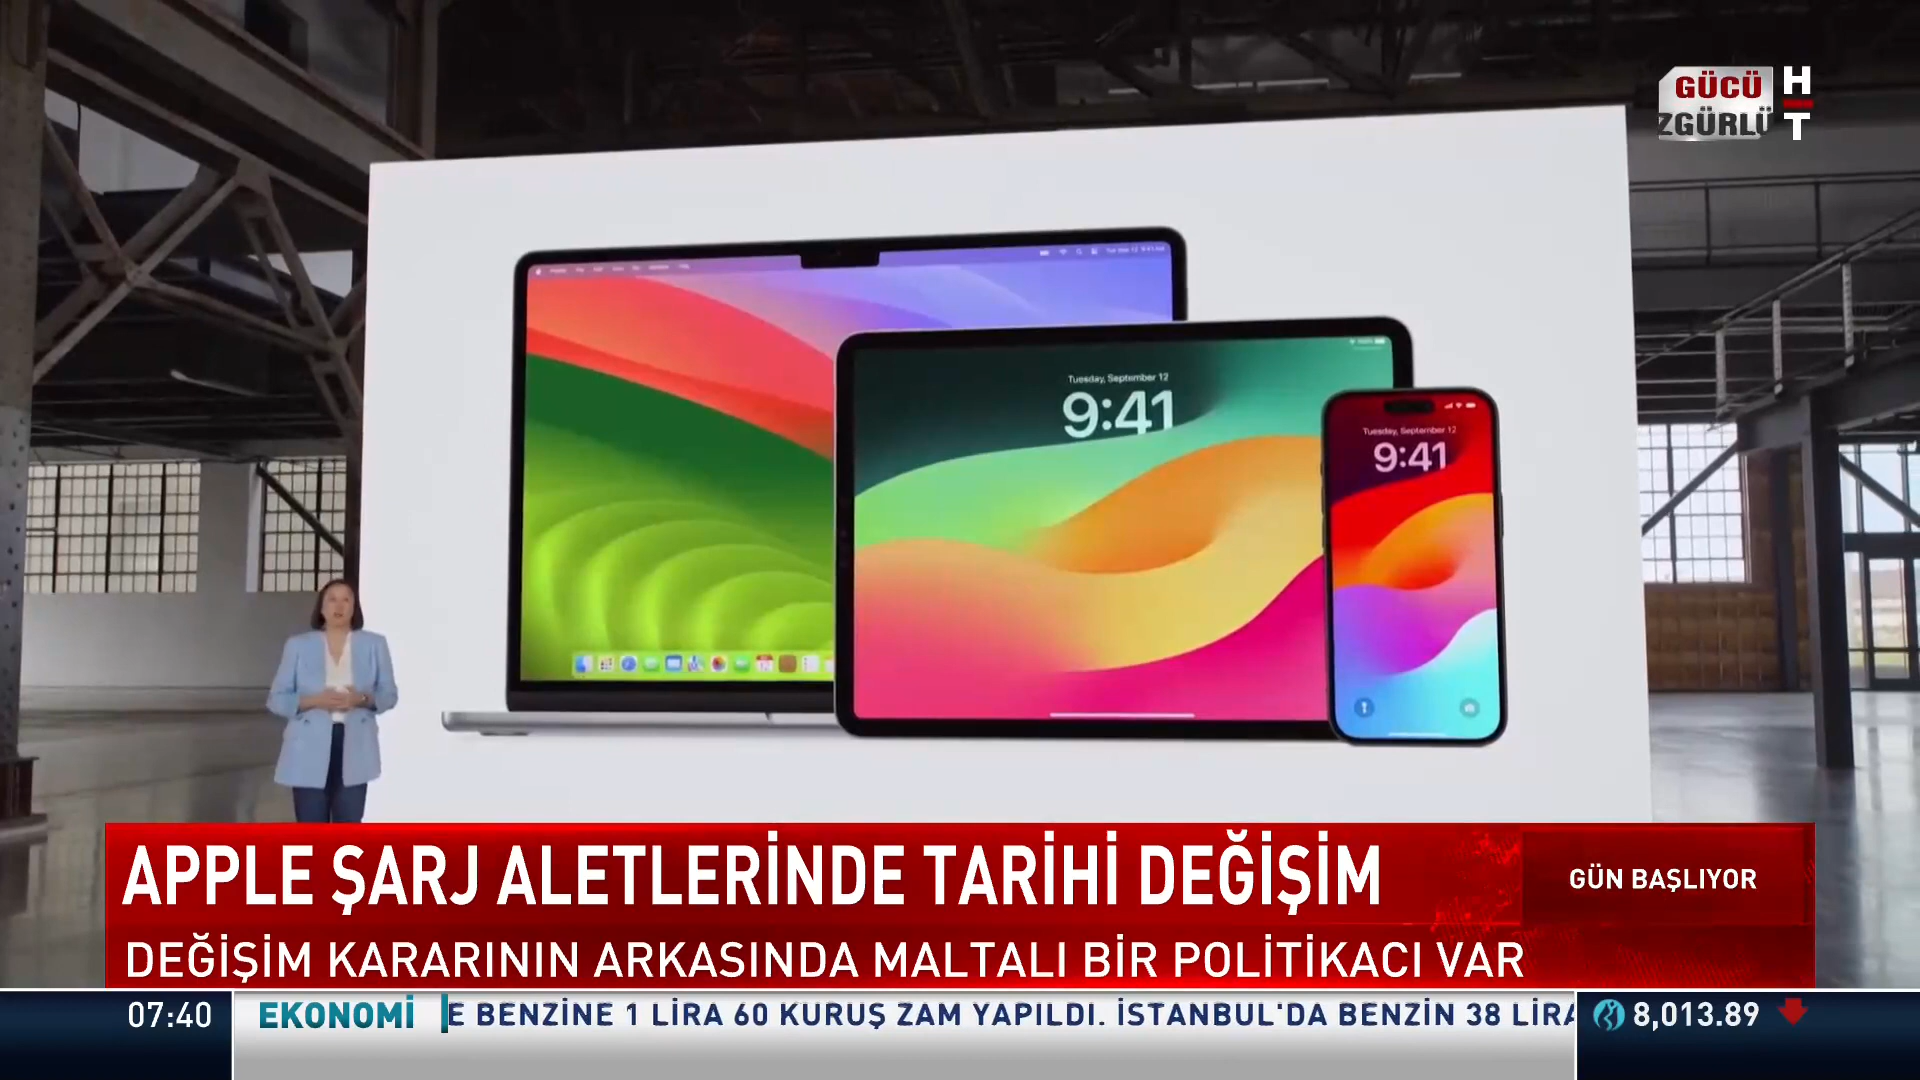 GÜCÜ
ZGÜRLÜ
HT
Tuesday, September 12
9:41
Tuesday, September 12
9:41
APPLE ŞARJ ALETLERİNDE TARİHİ DEĞİŞİM
GÜN BAŞLIYOR
DEĞİŞİM KARARININ ARKASINDA MALTALI BİR POLİTİKACI VAR
07:40
EKONOMİ
E BENZİNE 1 LİRA 60 KURUŞ ZAM YAPILDI. İSTANBUL'DA BENZİN 38 LİRA
8,013.89